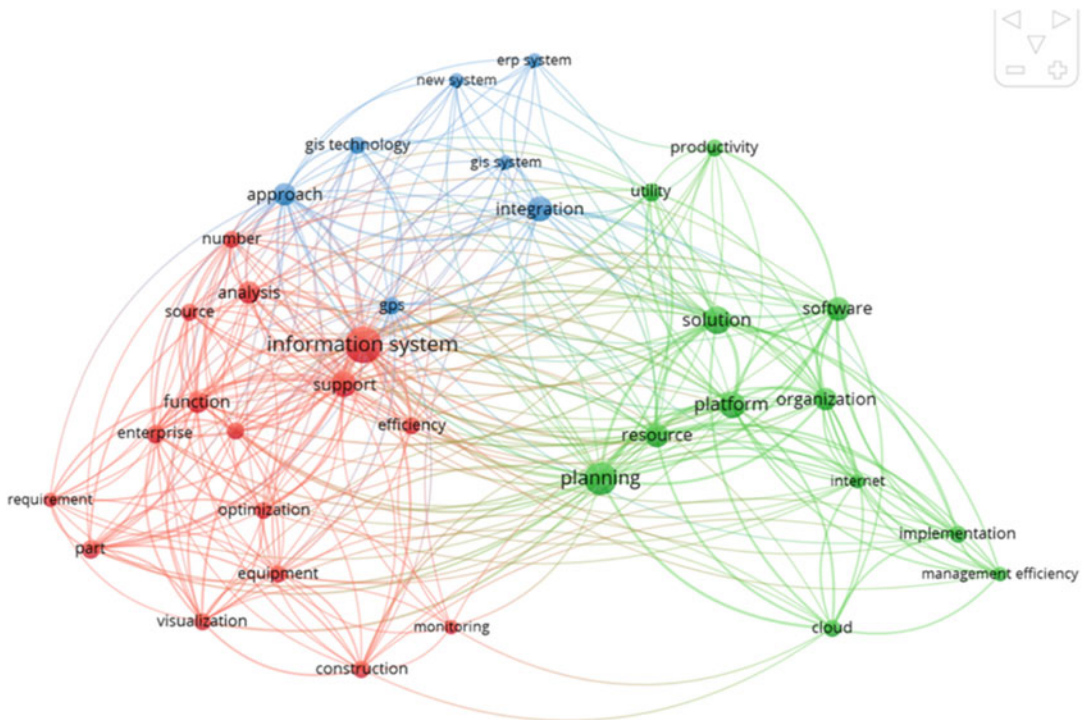 erp system
new system
gis technology
productivity
gis system
utility
approach
integration
number
analysis
gps
source
software
solution
information system
support
function
platform
organization
efficiency
enterprise
resource
planning
internet
requirement
optimization
implementation
part
equipment
management efficiency
visualization
monitoring
cloud
construction